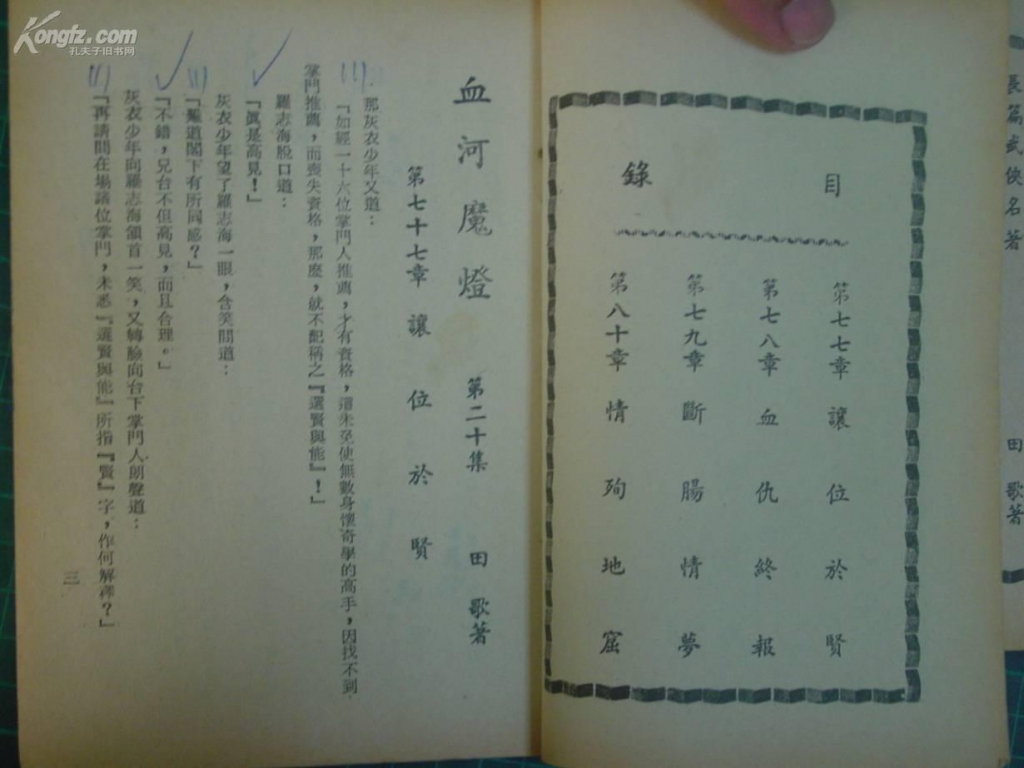 Kongfz.com
孔夫子旧书网
長篇武俠名著
田歌著
目錄
第七七章 讓位於賢
第七八章 血仇終報
第七九章 斷腸情夢
第八十章 情殉地窟
血河魔燈 第二十集 田歌著
第七十七章 讓位於賢
那灰衣少年又道：
「如經一十六位掌門人推薦，才有資格，這未免使無數身懷奇學的高手，因找不到
掌門推薦，而喪失資格，那麼，就不配稱之『選賢與能』！」
羅志海脫口道：
「眞是高見！」
灰衣少年望了羅志海一眼，含笑問道：
「難道閣下有所同感？」
「不錯，兄台不但高見，而且合理。」
灰衣少年向羅志海頷首一笑，又轉臉向台下掌門人朗聲道：
「再請問在場諸位掌門，未悉『選賢與能』所指『賢』字，作何解釋？」
三